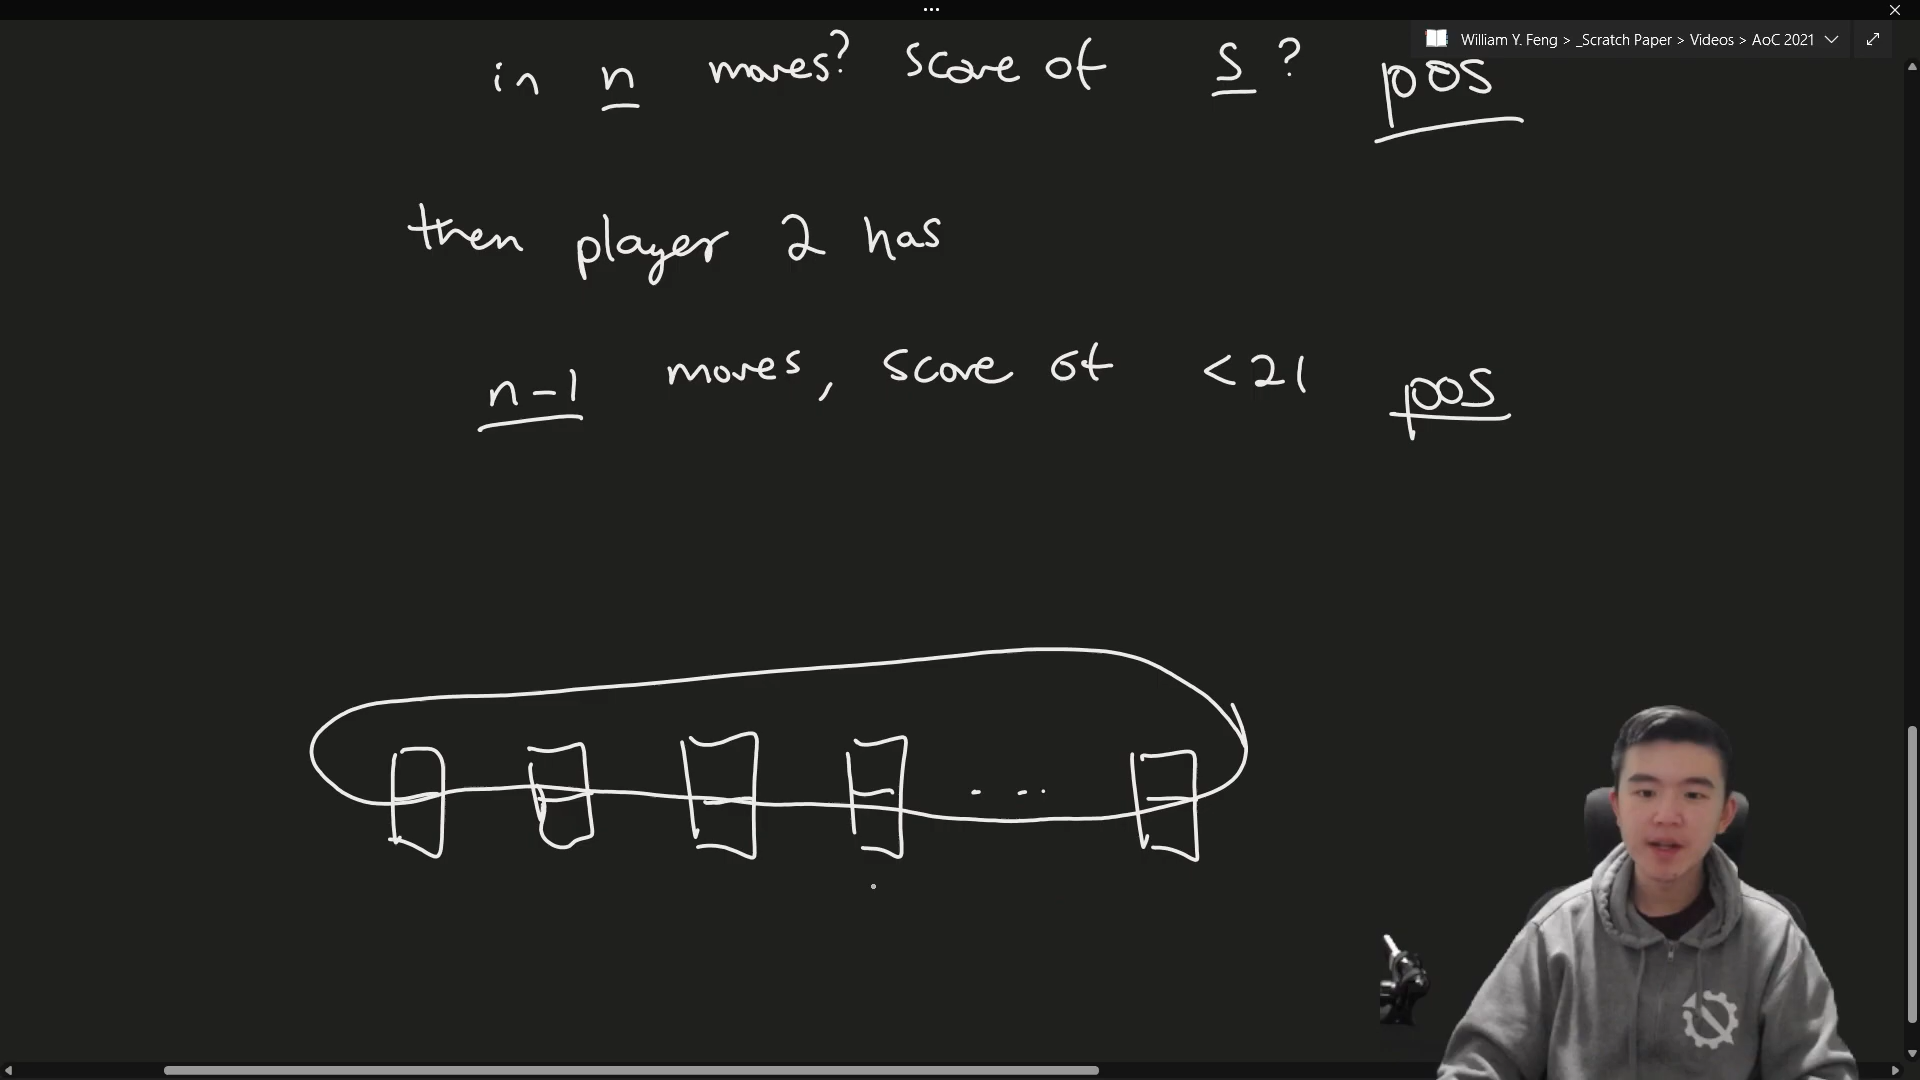 William Y. Feng > _Scratch Paper > Videos > AoC 2021
in n moves? score of S? pos
then player 2 has
n-1 moves, score of <21 pos